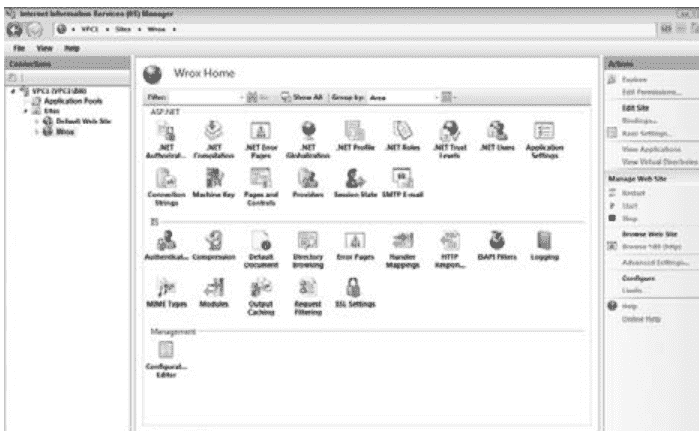 Internet Information Services (IIS) Manager
VPC1 Sites Wrox
File View Help
Connections
VPC1
Application Pools
Sites
Default Web Site
Wrox
Wrox Home
Filter: Show All Group by: Area
ASP.NET
.NET Authorizat... .NET Compilation .NET Error Pages .NET Globalization .NET Profile .NET Roles .NET Trust Levels .NET Users Application Settings
Connection Strings Machine Key Pages and Controls Providers Session State SMTP E-mail
IIS
Authenticat... Compression Default Document Directory Browsing Error Pages Handler Mappings HTTP Respon... ISAPI Filters Logging
MIME Types Modules Output Caching Request Filtering SSL Settings
Management
Configurat... Editor
Actions
Explore
Edit Permissions...
Edit Site
Bindings...
Basic Settings...
View Applications
View Virtual Directories
Manage Web Site
Restart
Start
Stop
Browse Web Site
Browse *:80 (http)
Advanced Settings...
Configure
Limits...
Help
Online Help